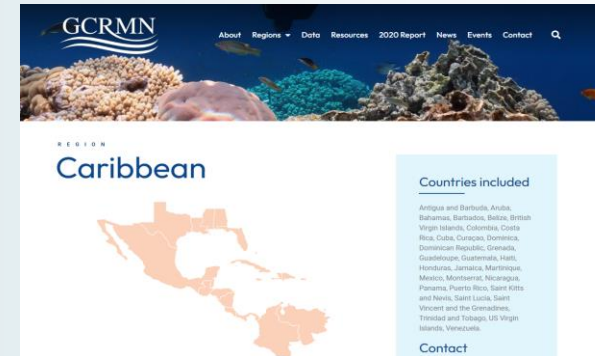 GCRMN
About Regions Data Resources 2020 Report News Events Contact
REGION
Caribbean
Countries included
Antigua and Barbuda, Aruba,
Bahamas, Barbados, Belize, British
Virgin Islands, Colombia, Costa
Rica, Cuba, Curaçao, Dominica,
Dominican Republic, Grenada,
Guadeloupe, Guatemala, Haiti,
Honduras, Jamaica, Martinique,
Mexico, Montserrat, Nicaragua,
Panama, Puerto Rico, Saint Kitts
and Nevis, Saint Lucia, Saint
Vincent and the Grenadines,
Trinidad and Tobago, US Virgin
Islands, Venezuela.
Contact